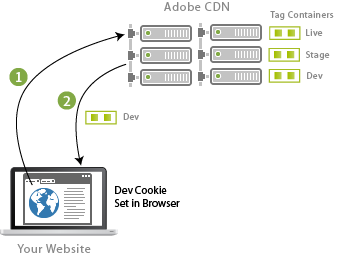 Adobe CDN
Tag Containers
Live
Stage
Dev
1
2
Dev
Dev Cookie
Set in Browser
Your Website